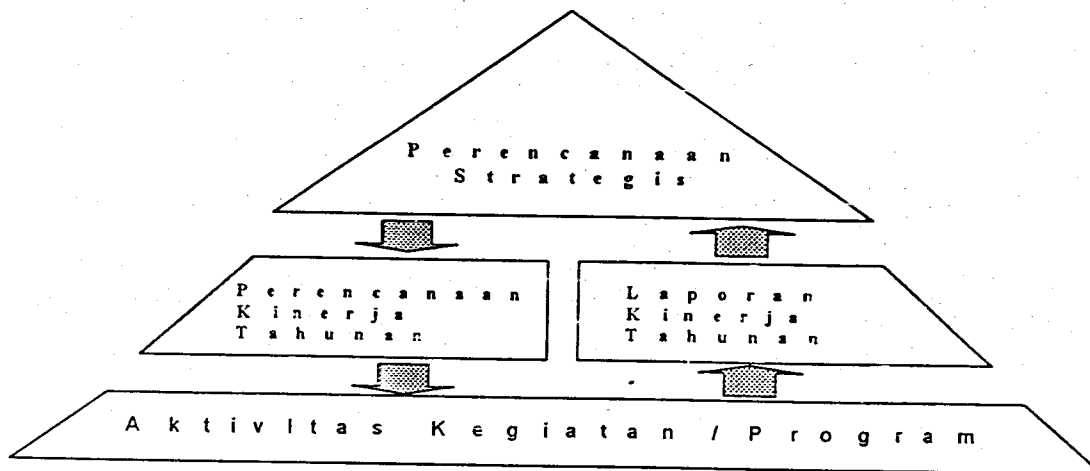 Perencanaan
Strategis
Perencanaan
Kinerja
Tahunan
Laporan
Kinerja
Tahunan
Aktivitas Kegiatan / Program